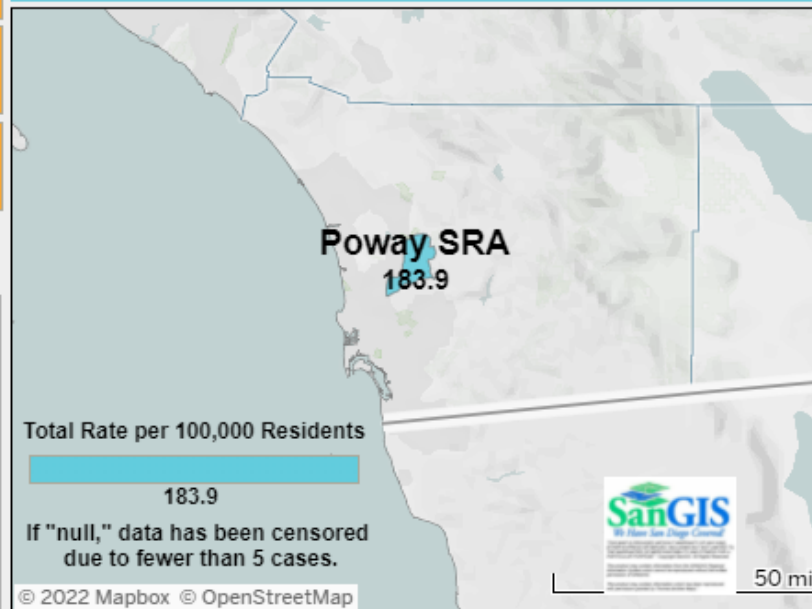 Poway SRA
183.9
Total Rate per 100,000 Residents
183.9
If "null," data has been censored
due to fewer than 5 cases.
SanGIS
We Have San Diego Covered!
50 mi
© 2022 Mapbox © OpenStreetMap